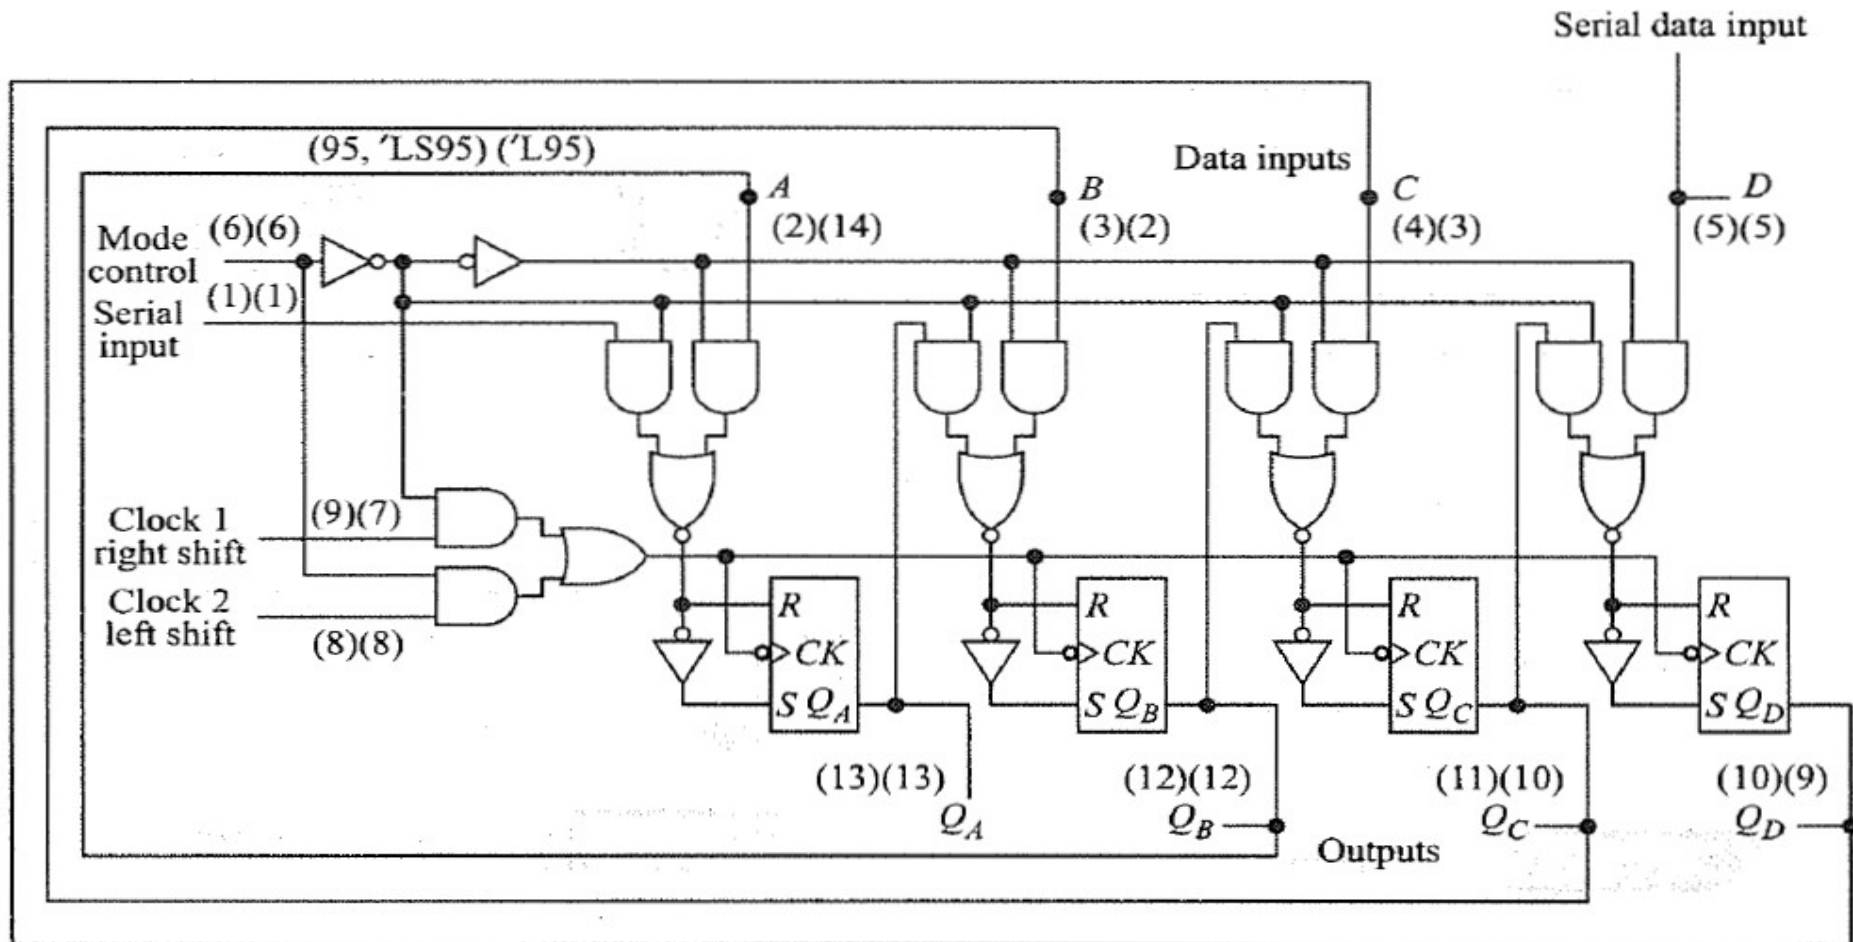 Serial data input
(95, 'LS95) ('L95)
Data inputs
A
B
C
D
(2)(14)
(3)(2)
(4)(3)
(5)(5)
Mode
control
(6)(6)
(1)(1)
Serial
input
Clock 1
right shift
(9)(7)
Clock 2
left shift
(8)(8)
R
CK
S Q_A
R
CK
S Q_B
R
CK
S Q_C
R
CK
S Q_D
(13)(13)
(12)(12)
(11)(10)
(10)(9)
Q_A
Q_B
Q_C
Q_D
Outputs